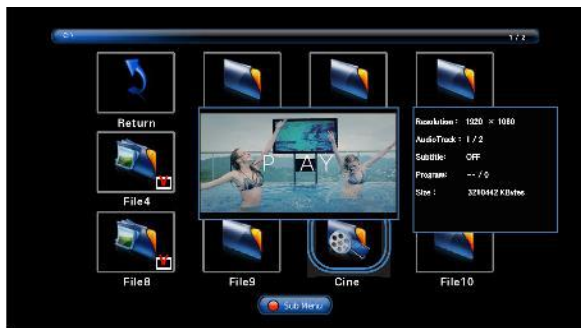 C:\
1 / 2
Return
P AY
Resolution : 1920 × 1080
AudioTrack : 1 / 2
Subtitle: OFF
Program: -- / 0
Size : 3210442 KBytes
File4
File8
File9
Cine
File10
Sub Menu